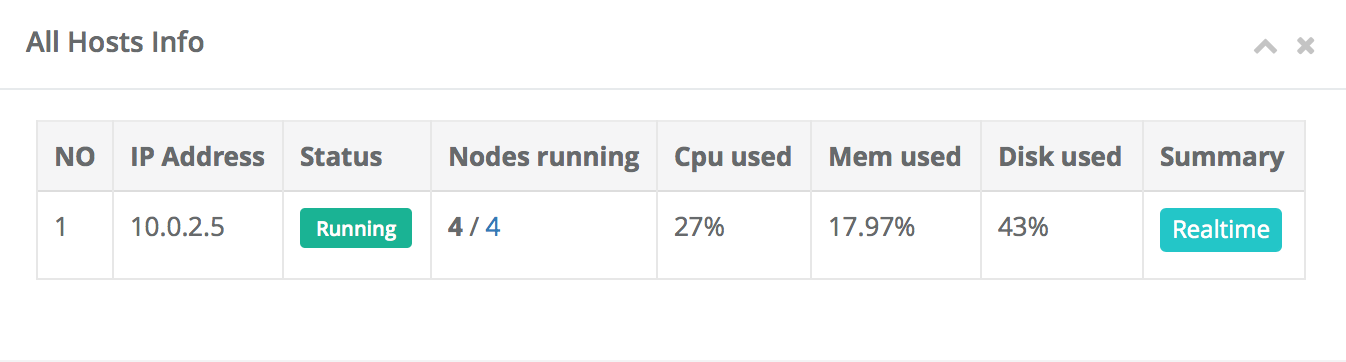 All Hosts Info
NO IP Address Status Nodes running Cpu used Mem used Disk used Summary
1 10.0.2.5 Running 4 / 4 27% 17.97% 43% Realtime